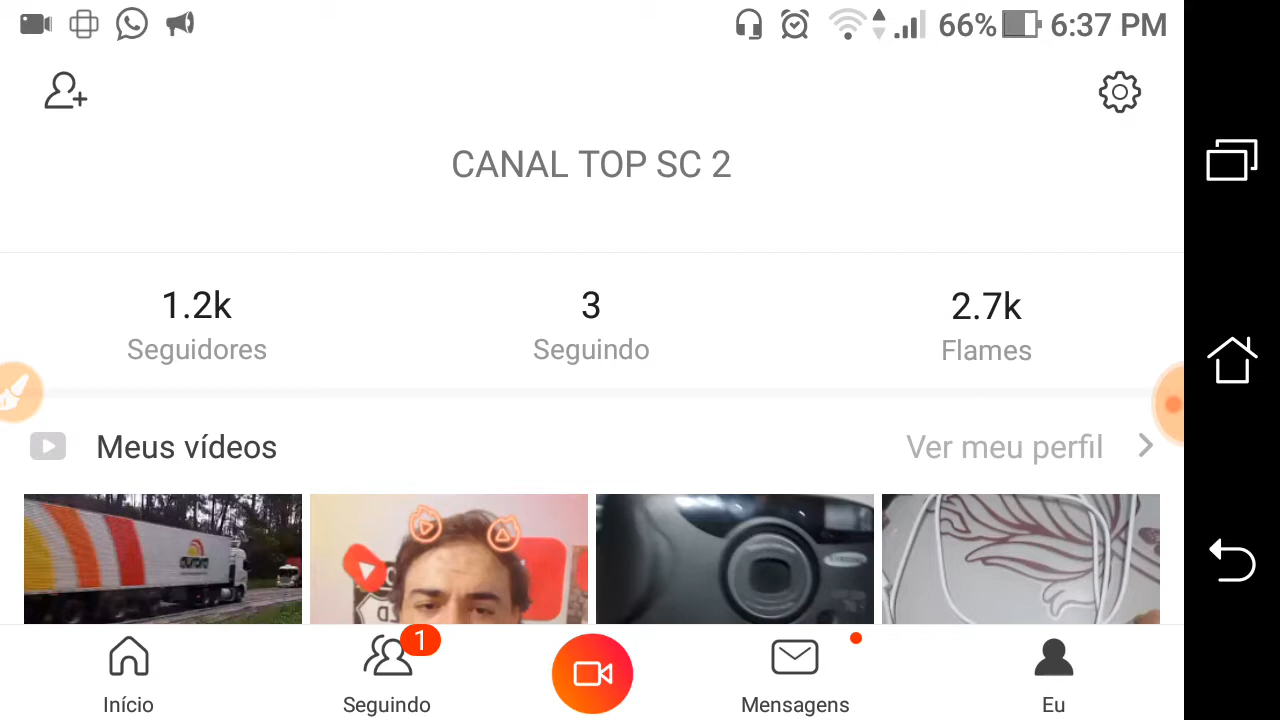 66% 6:37 PM
CANAL TOP SC 2
1.2k
Seguidores
3
Seguindo
2.7k
Flames
Meus vídeos
Ver meu perfil
Início
1
Seguindo
Mensagens
Eu